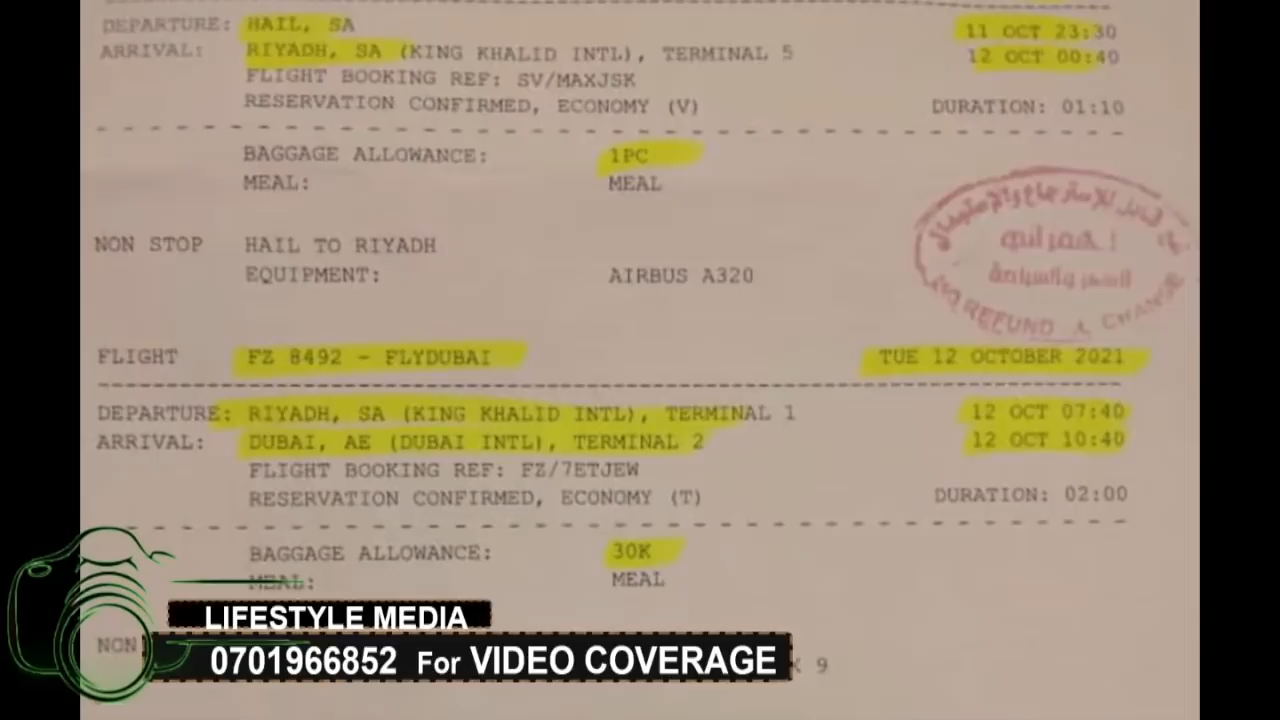 DEPARTURE: HAIL, SA 11 OCT 23:30
ARRIVAL: RIYADH, SA (KING KHALID INTL), TERMINAL 5 12 OCT 00:40
FLIGHT BOOKING REF: SV/MAXJSK
RESERVATION CONFIRMED, ECONOMY (V) DURATION: 01:10
BAGGAGE ALLOWANCE: 1PC
MEAL: MEAL
NON STOP HAIL TO RIYADH
EQUIPMENT: AIRBUS A320
السفر والسياحة
NO REFUND & CHANGE
FLIGHT FZ 8492 - FLYDUBAI TUE 12 OCTOBER 2021
DEPARTURE: RIYADH, SA (KING KHALID INTL), TERMINAL 1 12 OCT 07:40
ARRIVAL: DUBAI, AE (DUBAI INTL), TERMINAL 2 12 OCT 10:40
FLIGHT BOOKING REF: FZ/7ETJEW
RESERVATION CONFIRMED, ECONOMY (T) DURATION: 02:00
BAGGAGE ALLOWANCE: 30K
MEAL: MEAL
NON 9
LIFESTYLE MEDIA
0701966852 For VIDEO COVERAGE